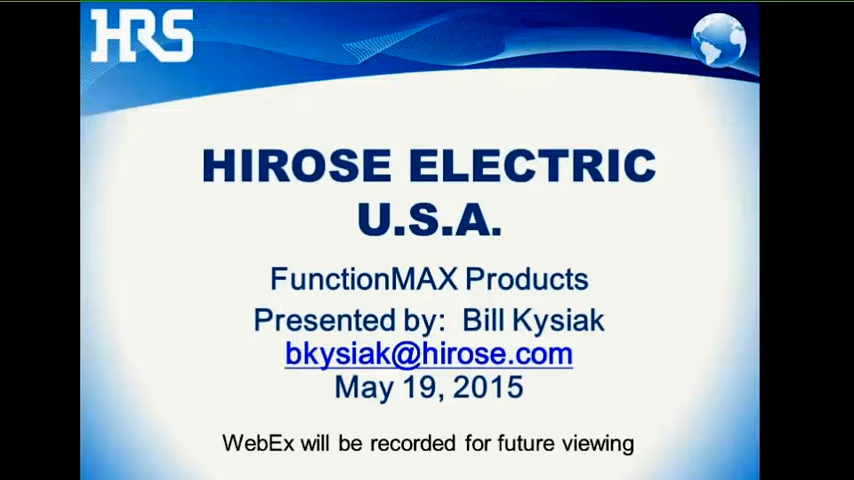 HRS
HIROSE ELECTRIC
U.S.A.
FunctionMAX Products
Presented by: Bill Kysiak
bkysiak@hirose.com
May 19, 2015
WebEx will be recorded for future viewing